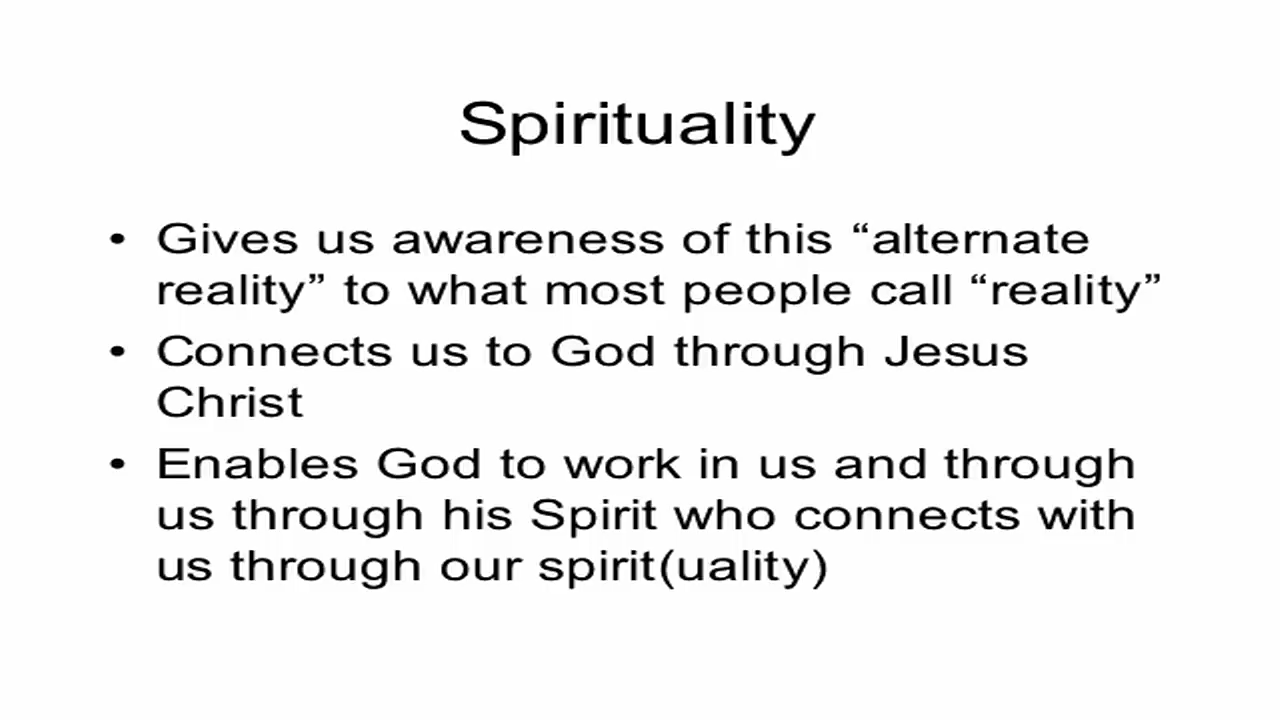 Spirituality
• Gives us awareness of this “alternate
reality” to what most people call “reality”
• Connects us to God through Jesus
Christ
• Enables God to work in us and through
us through his Spirit who connects with
us through our spirit(uality)